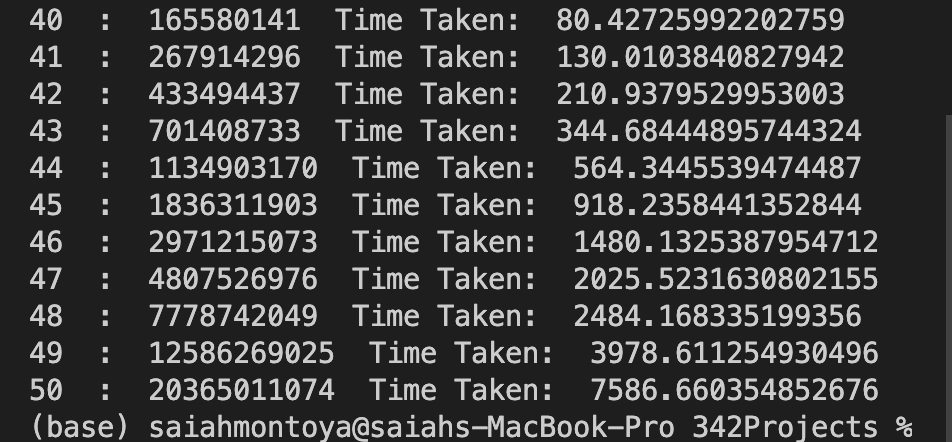 40  :  165580141  Time Taken:  80.42725992202759
41  :  267914296  Time Taken:  130.0103840827942
42  :  433494437  Time Taken:  210.9379529953003
43  :  701408733  Time Taken:  344.68444895744324
44  :  1134903170  Time Taken:  564.3445539474487
45  :  1836311903  Time Taken:  918.2358441352844
46  :  2971215073  Time Taken:  1480.1325387954712
47  :  4807526976  Time Taken:  2025.5231630802155
48  :  7778742049  Time Taken:  2484.168335199356
49  :  12586269025  Time Taken:  3978.611254930496
50  :  20365011074  Time Taken:  7586.660354852676
(base) saiahmontoya@saiahs-MacBook-Pro 342Projects %